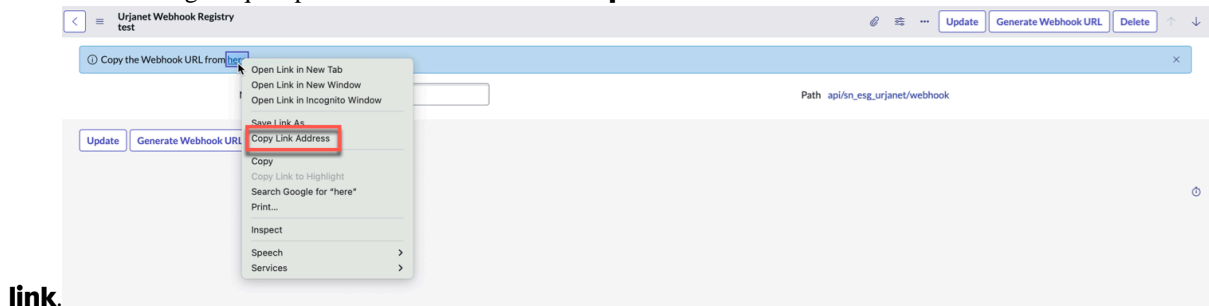 Urjanet Webhook Registry
test
Update
Generate Webhook URL
Delete
Copy the Webhook URL from here
Path api/sn_esg_urjanet/webhook
Open Link in New Tab
Open Link in New Window
Open Link in Incognito Window
Save Link As...
Copy Link Address
Copy
Copy Link to Highlight
Search Google for "here"
Print...
Inspect
Speech
Services
Update
Generate Webhook URL
link.